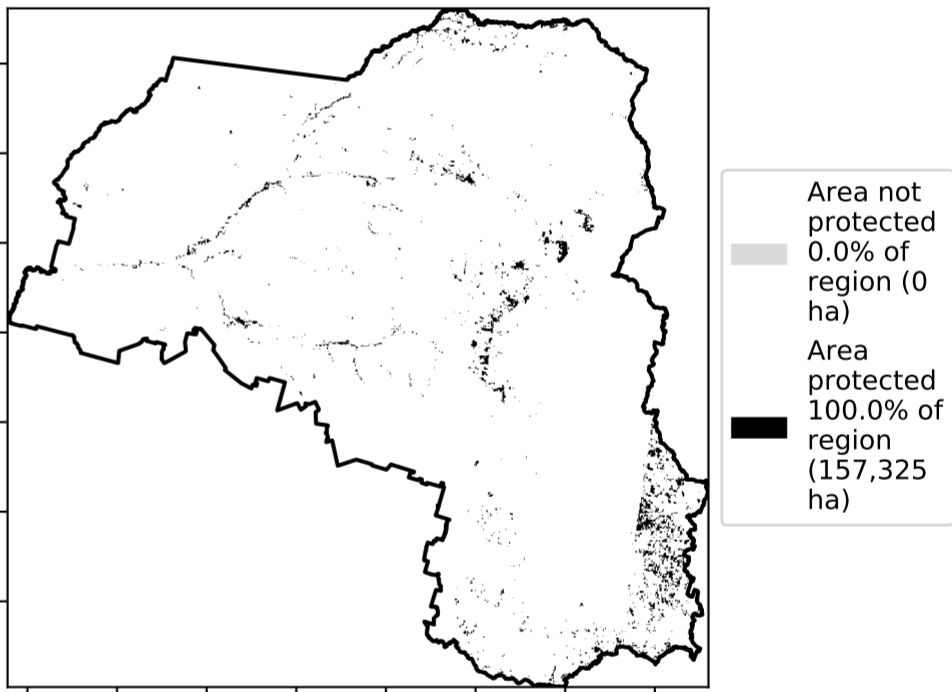 Area not
protected
0.0% of
region (0
ha)
Area
protected
100.0% of
region
(157,325
ha)